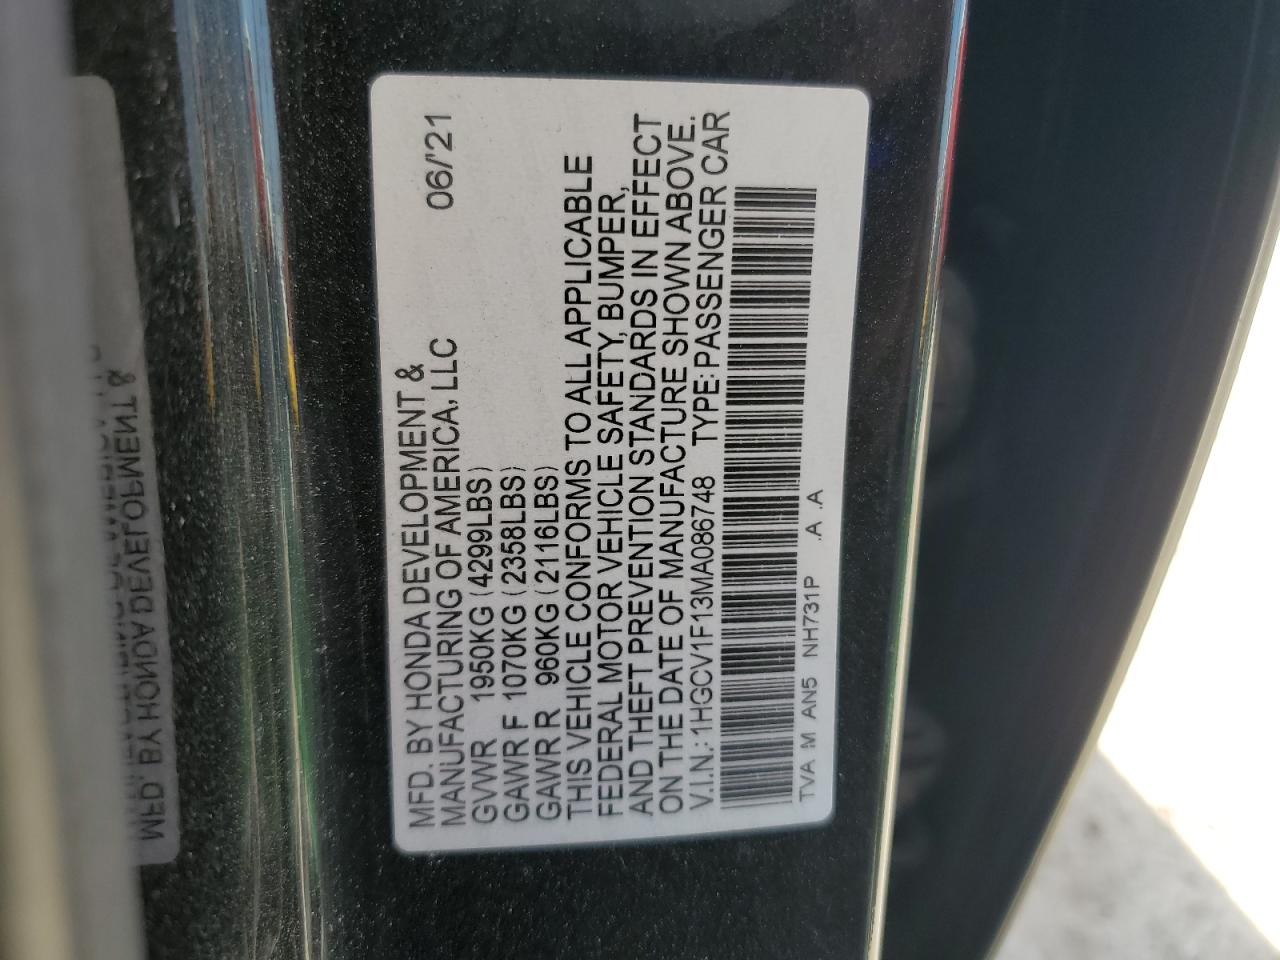 MFD. BY HONDA DEVELOPMENT &
MANUFACTURING OF AMERICA, LLC 06/'21
GVWR 1950KG (4299LBS)
GAWR F 1070KG (2358LBS)
GAWR R 960KG (2116LBS)
THIS VEHICLE CONFORMS TO ALL APPLICABLE
FEDERAL MOTOR VEHICLE SAFETY, BUMPER,
AND THEFT PREVENTION STANDARDS IN EFFECT
ON THE DATE OF MANUFACTURE SHOWN ABOVE.
V.I.N.: 1HGCV1F13MA086748 TYPE: PASSENGER CAR
TVA M AN5 NH731P .A .A
MFD. BY HONDA DEVELOPMENT &